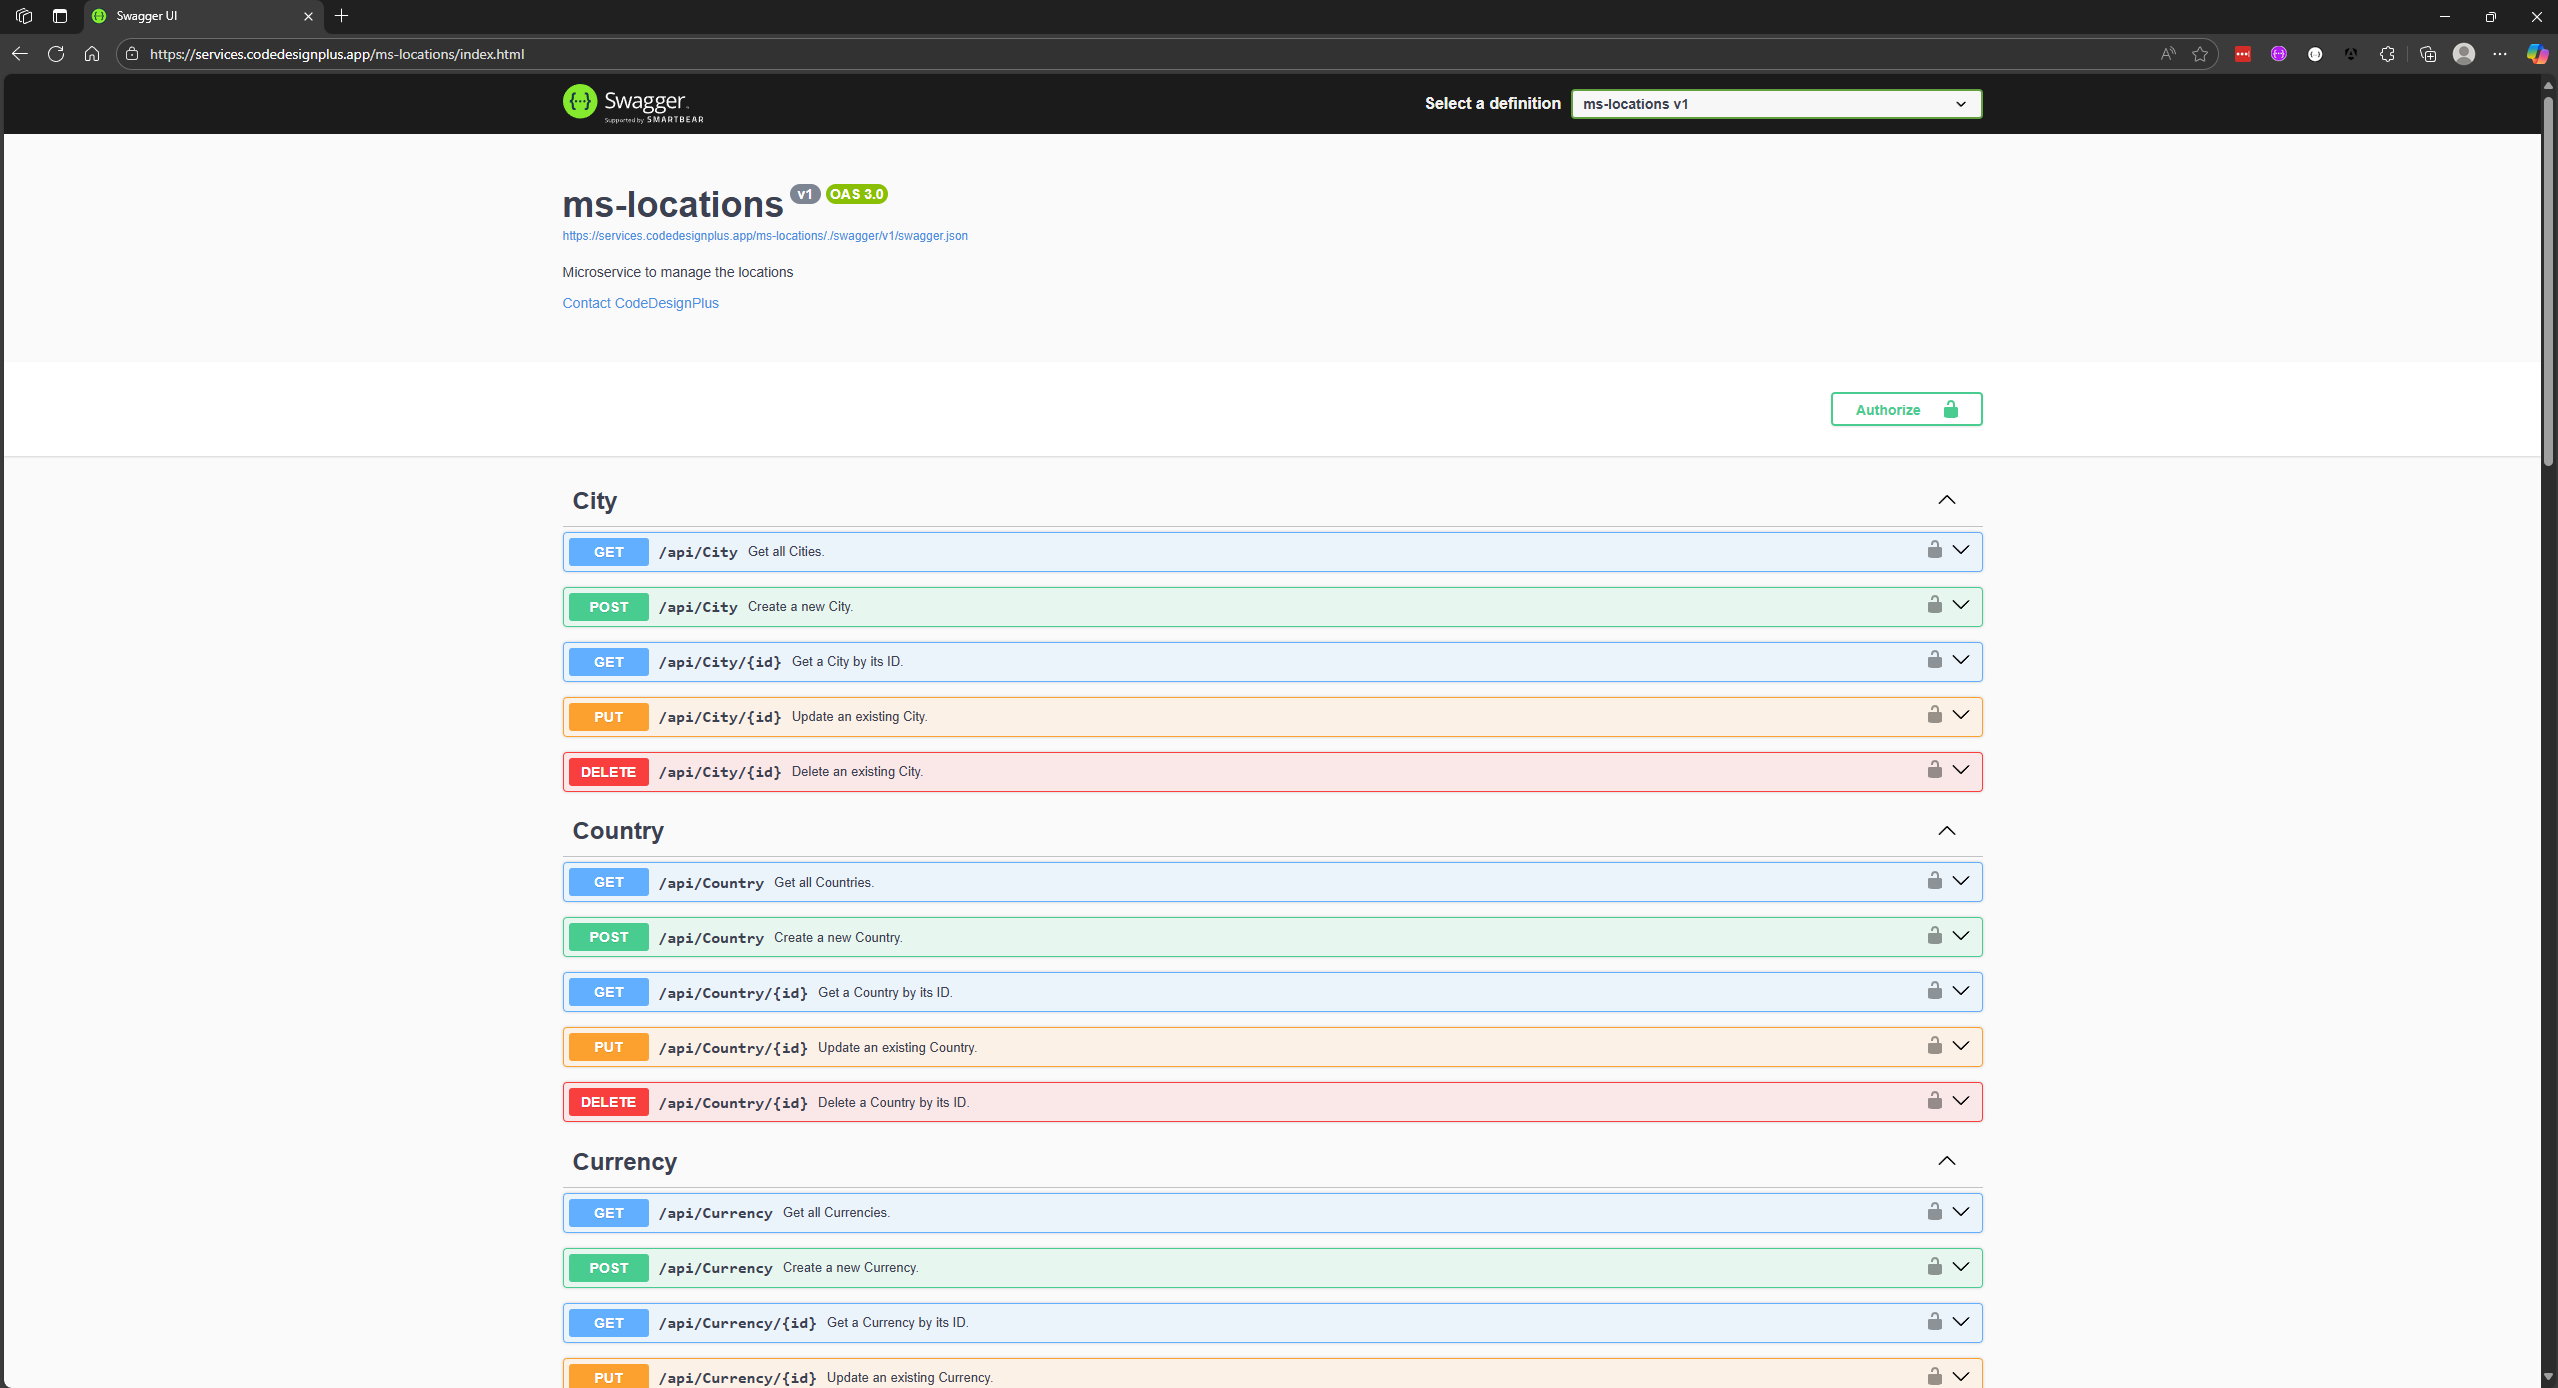 Swagger UI
https://services.codedesignplus.app/ms-locations/index.html
Swagger
Supported by SMARTBEAR
Select a definition
ms-locations v1
ms-locations v1 OAS 3.0
https://services.codedesignplus.app/ms-locations/./swagger/v1/swagger.json
Microservice to manage the locations
Contact CodeDesignPlus
Authorize
City
GET /api/City Get all Cities.
POST /api/City Create a new City.
GET /api/City/{id} Get a City by its ID.
PUT /api/City/{id} Update an existing City.
DELETE /api/City/{id} Delete an existing City.
Country
GET /api/Country Get all Countries.
POST /api/Country Create a new Country.
GET /api/Country/{id} Get a Country by its ID.
PUT /api/Country/{id} Update an existing Country.
DELETE /api/Country/{id} Delete a Country by its ID.
Currency
GET /api/Currency Get all Currencies.
POST /api/Currency Create a new Currency.
GET /api/Currency/{id} Get a Currency by its ID.
PUT /api/Currency/{id} Update an existing Currency.